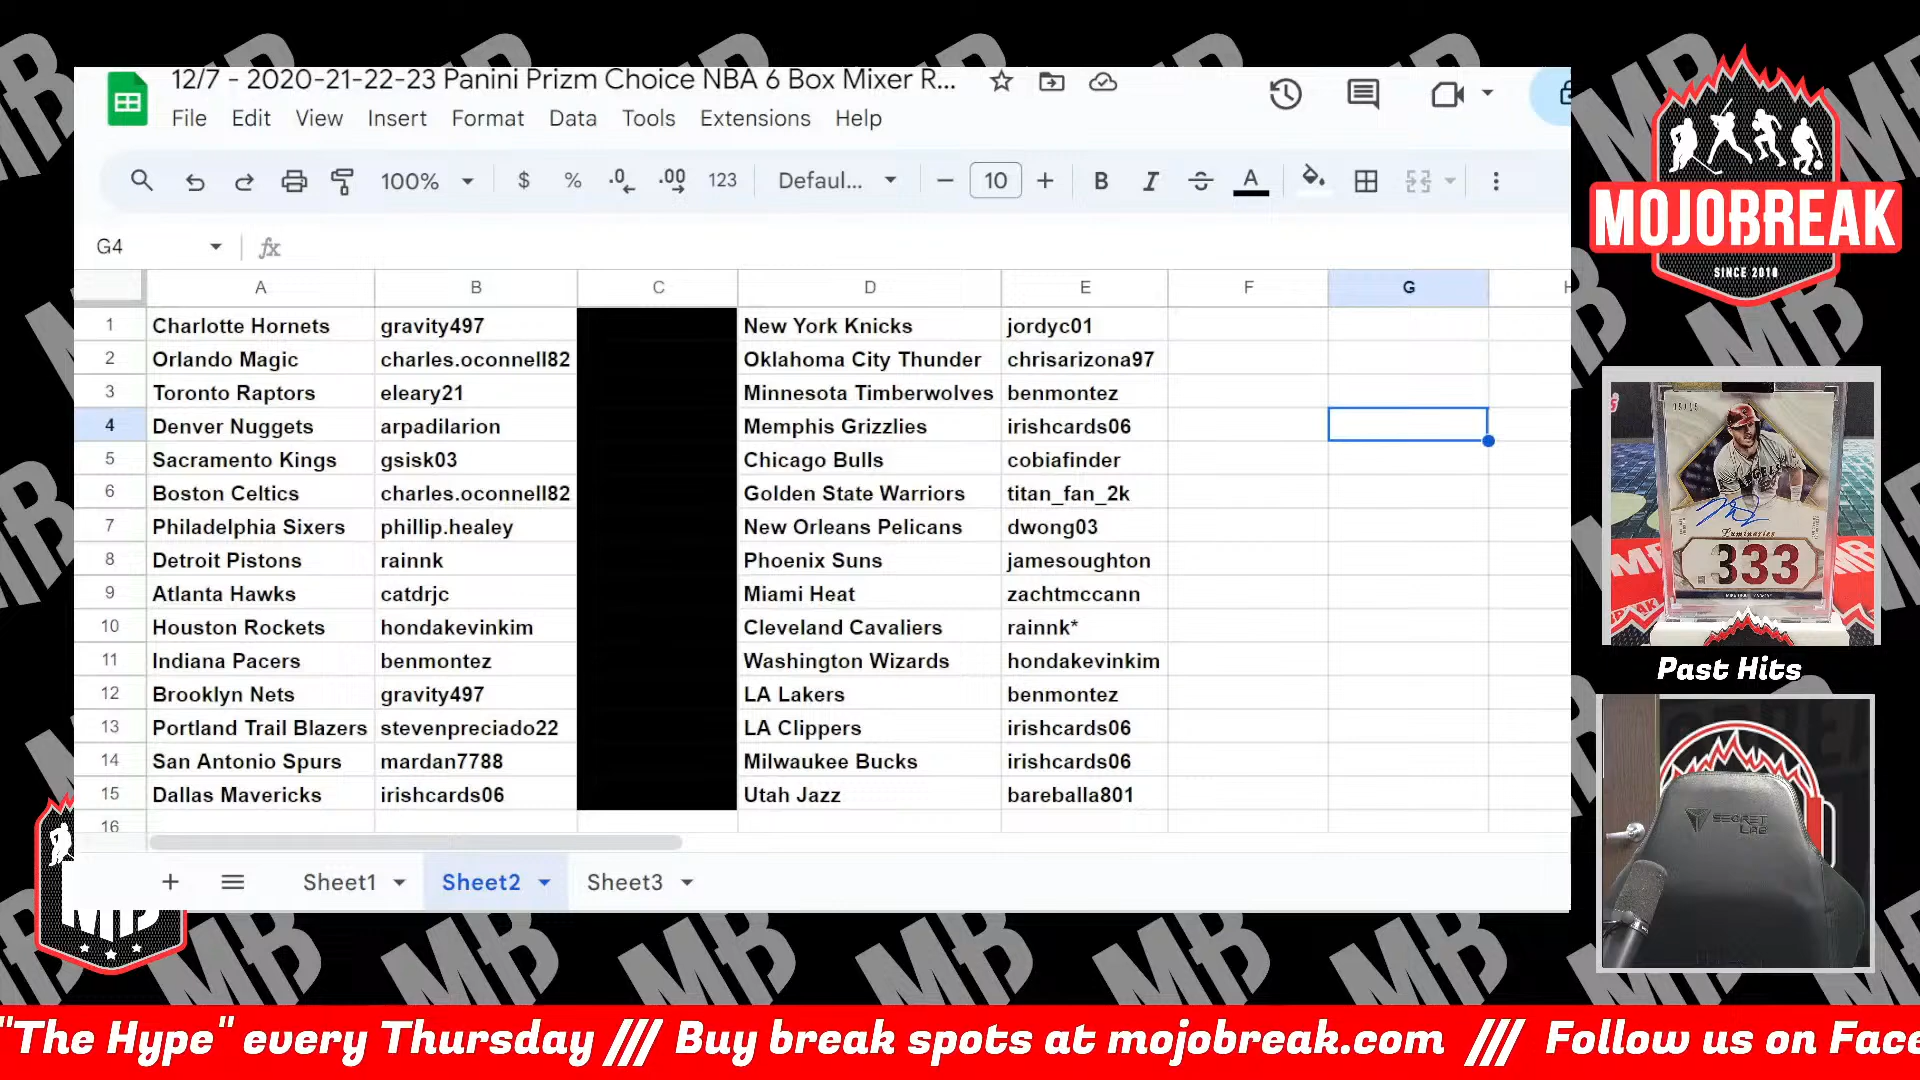 12/7 - 2020-21-22-23 Panini Prizm Choice NBA 6 Box Mixer R...
File Edit View Insert Format Data Tools Extensions Help
100% $ % .0 .00 123 Defaul... 10 B I A
G4 fx
A B C D E F G H
1 Charlotte Hornets gravity497 New York Knicks jordyc01
2 Orlando Magic charles.oconnell82 Oklahoma City Thunder chrisarizona97
3 Toronto Raptors eleary21 Minnesota Timberwolves benmontez
4 Denver Nuggets arpadilarion Memphis Grizzlies irishcards06
5 Sacramento Kings gsisk03 Chicago Bulls cobiafinder
6 Boston Celtics charles.oconnell82 Golden State Warriors titan_fan_2k
7 Philadelphia Sixers phillip.healey New Orleans Pelicans dwong03
8 Detroit Pistons rainnk Phoenix Suns jamesoughton
9 Atlanta Hawks catdrjc Miami Heat zachtmccann
10 Houston Rockets hondakevinkim Cleveland Cavaliers rainnk*
11 Indiana Pacers benmontez Washington Wizards hondakevinkim
12 Brooklyn Nets gravity497 LA Lakers benmontez
13 Portland Trail Blazers stevenpreciado22 LA Clippers irishcards06
14 San Antonio Spurs mardan7788 Milwaukee Bucks irishcards06
15 Dallas Mavericks irishcards06 Utah Jazz bareballa801
16
Sheet1 Sheet2 Sheet3
MOJOBREAK
SINCE 2010
Luminaries
333
Past Hits
SECRET
LAB
MB
"The Hype" every Thursday /// Buy break spots at mojobreak.com /// Follow us on Face